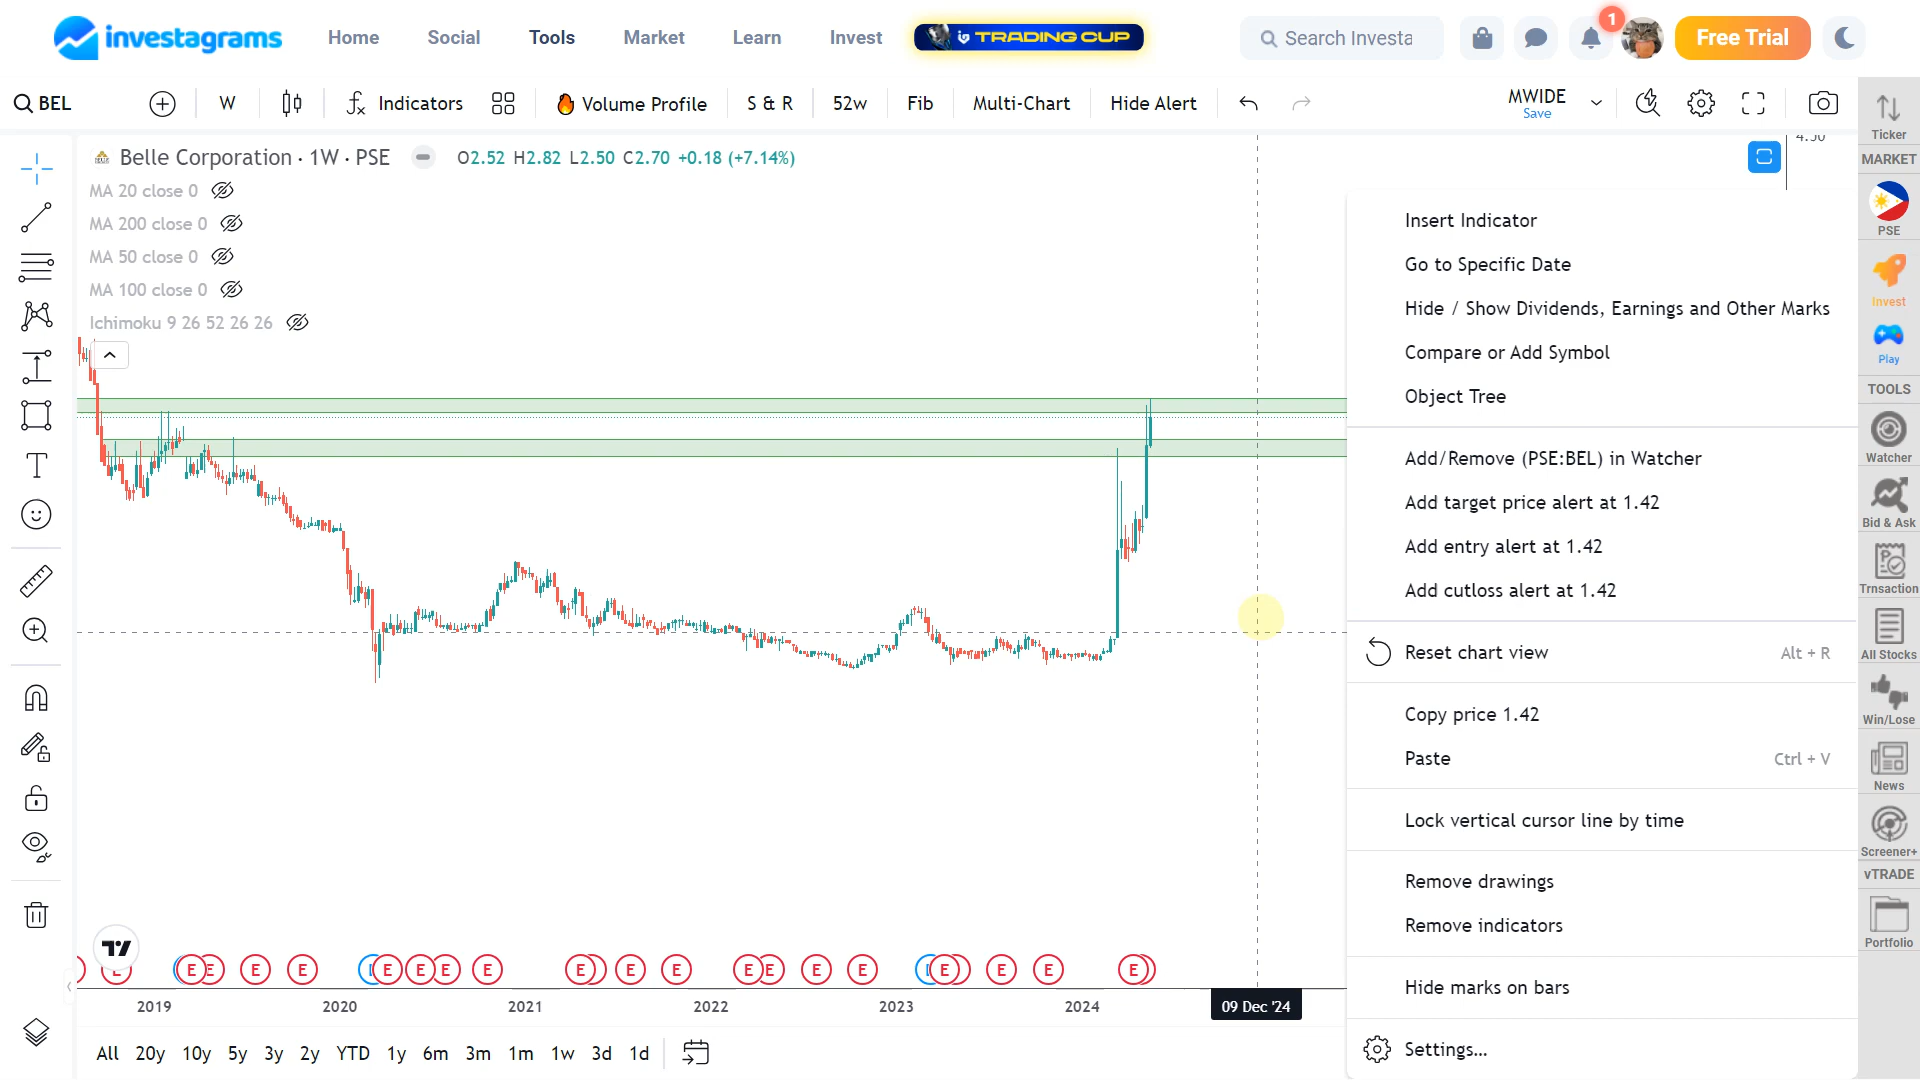 investagrams
Home
Social
Tools
Market
Learn
Invest
TRADING CUP
Search Investa
1
Free Trial
BEL
W
Indicators
Volume Profile
S & R
52w
Fib
Multi-Chart
Hide Alert
MWIDE
Save
Ticker
Belle Corporation · 1W · PSE
O2.52 H2.82 L2.50 C2.70 +0.18 (+7.14%)
MA 20 close 0
MA 200 close 0
MA 50 close 0
MA 100 close 0
Ichimoku 9 26 52 26 26
4.50
Insert Indicator
Go to Specific Date
Hide / Show Dividends, Earnings and Other Marks
Compare or Add Symbol
Object Tree
Add/Remove (PSE:BEL) in Watcher
Add target price alert at 1.42
Add entry alert at 1.42
Add cutloss alert at 1.42
Reset chart view Alt + R
Copy price 1.42
Paste Ctrl + V
Lock vertical cursor line by time
Remove drawings
Remove indicators
Hide marks on bars
Settings...
MARKET
PSE
Invest
Play
TOOLS
Watcher
Bid & Ask
Trnsaction
All Stocks
Win/Lose
News
Screener+
vTRADE
Portfolio
E E E E E E E E E E E E E E E E E E E E E
2019 2020 2021 2022 2023 2024 09 Dec '24
All 20y 10y 5y 3y 2y YTD 1y 6m 3m 1m 1w 3d 1d